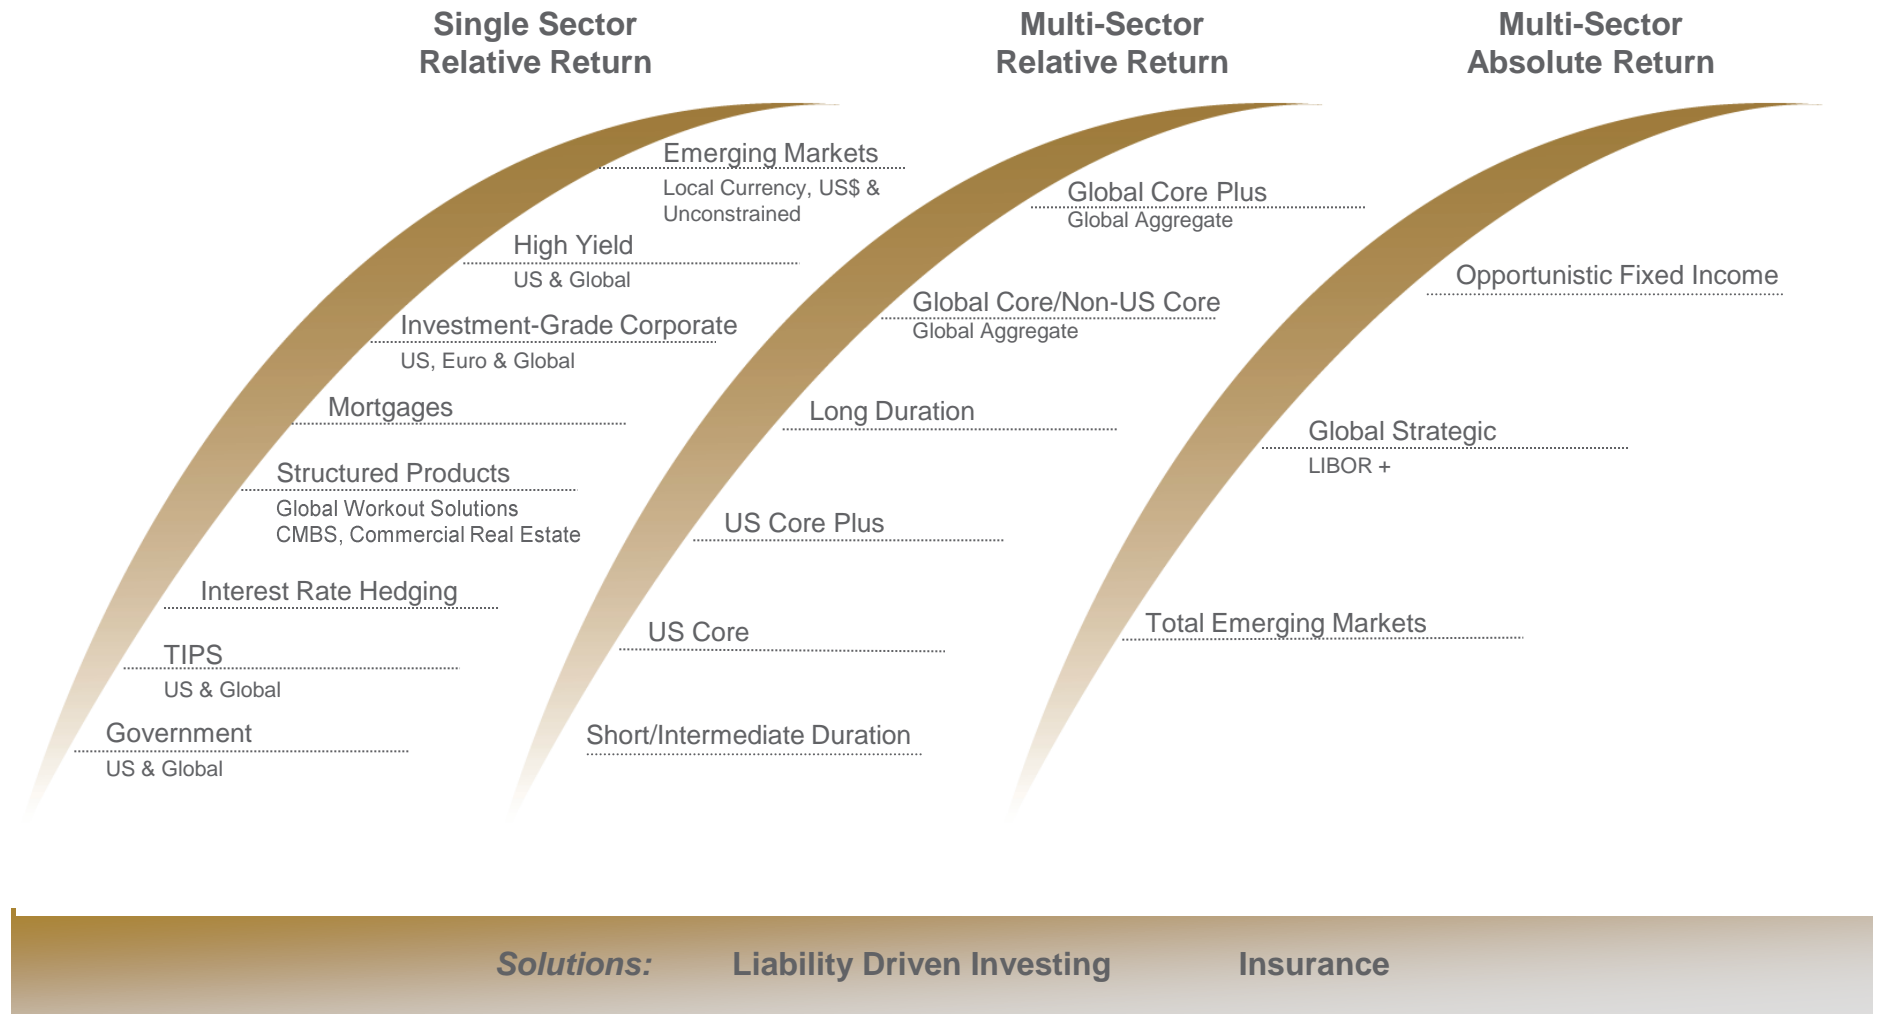 Single Sector
Relative Return
Emerging Markets
Local Currency, US$ &
Unconstrained
High Yield
US & Global
Investment-Grade Corporate
US, Euro & Global
Mortgages
Structured Products
Global Workout Solutions
CMBS, Commercial Real Estate
Interest Rate Hedging
TIPS
US & Global
Government
US & Global
Multi-Sector
Relative Return
Global Core Plus
Global Aggregate
Global Core/Non-US Core
Global Aggregate
Long Duration
US Core Plus
US Core
Short/Intermediate Duration
Multi-Sector
Absolute Return
Opportunistic Fixed Income
Global Strategic
LIBOR +
Total Emerging Markets
Solutions: Liability Driven Investing Insurance